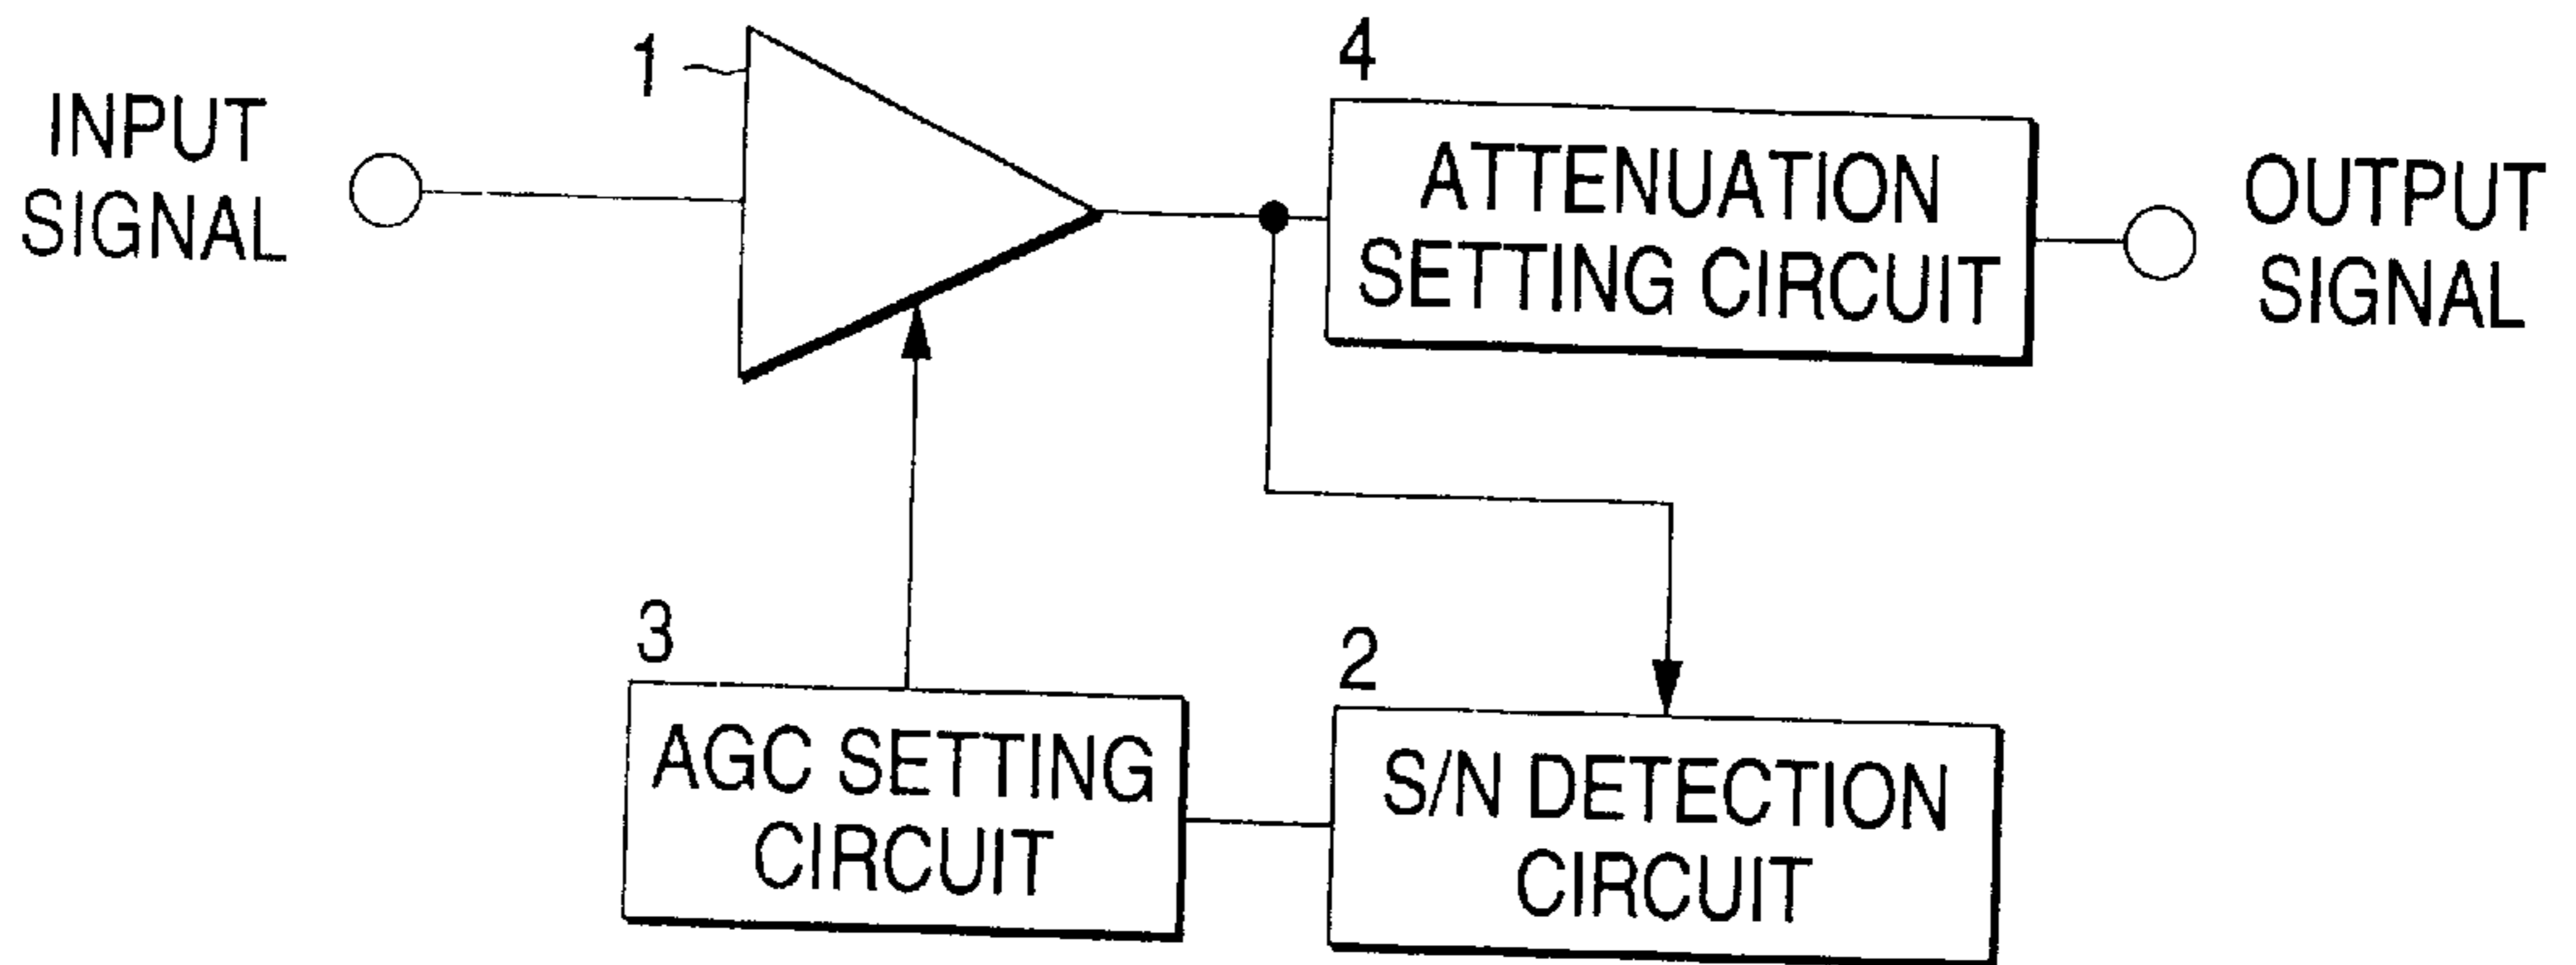 1
INPUT
SIGNAL
4
ATTENUATION
SETTING CIRCUIT
OUTPUT
SIGNAL
3
AGC SETTING
CIRCUIT
2
S/N DETECTION
CIRCUIT